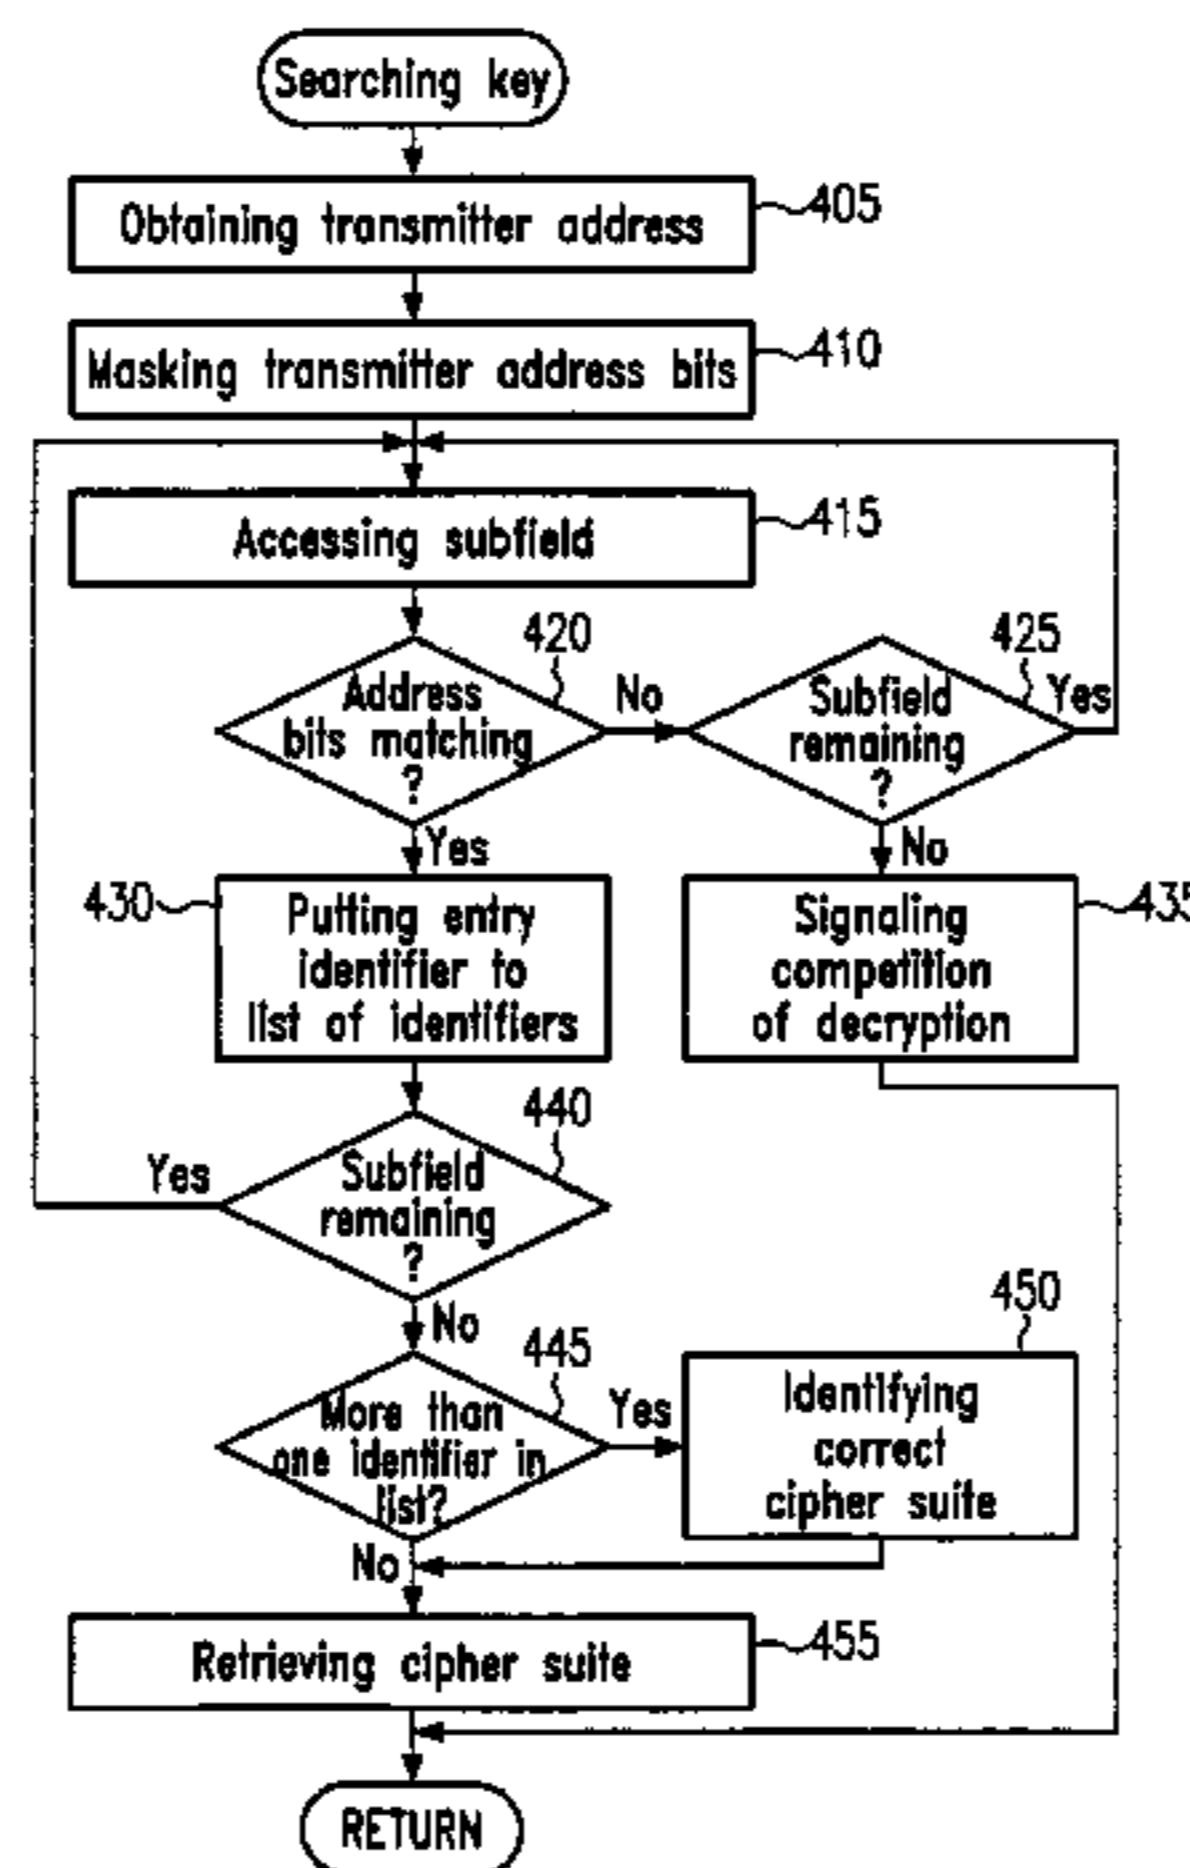 Searching key
Obtaining transmitter address
405
Masking transmitter address bits
410
Accessing subfield
415
420
Address
bits matching
?
No
425
Subfield
remaining
?
Yes
Yes
No
430
Putting entry
identifier to
list of identifiers
Signaling
competition
of decryption
435
440
Subfield
remaining
?
Yes
No
445
More than
one identifier in
list?
Yes
450
Identifying
correct
cipher suite
No
Retrieving cipher suite
455
RETURN